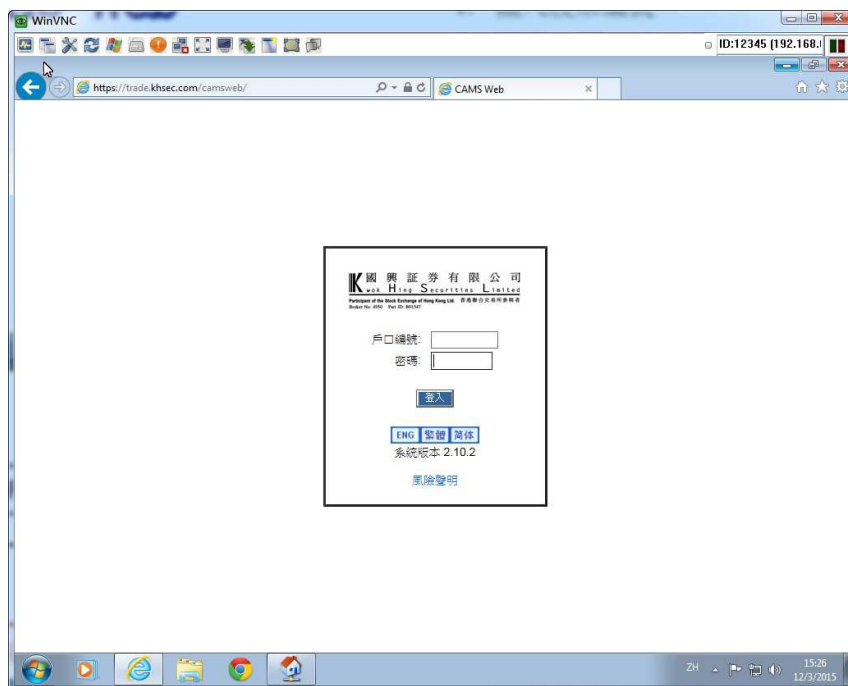 WinVNC
ID:12345 (192.168.
https://trade.khsec.com/camsweb/
CAMS Web
國興証券有限公司
Kwok Hing Securities Limited
Participant of the Stock Exchange of Hong Kong Ltd. 香港聯合交易所參與者
戶口編號:
密碼:
登入
ENG 繁體 简体
系統版本 2.10.2
風險聲明
ZH
15:26
12/3/2015